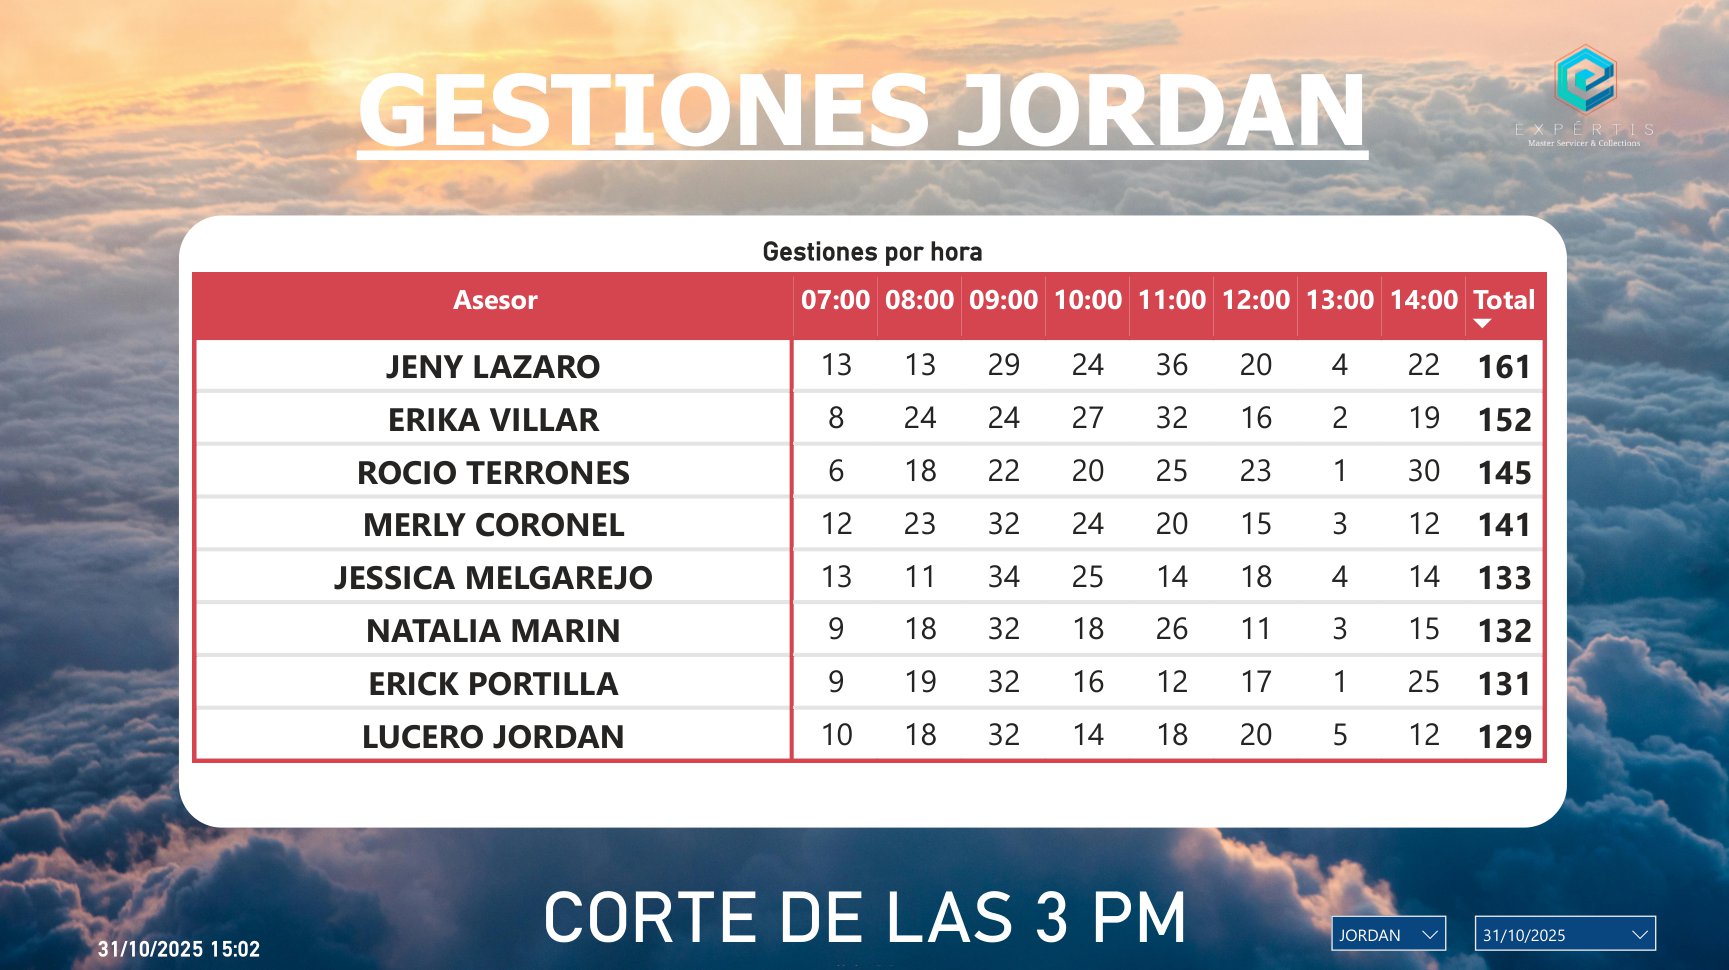 GESTIONES JORDAN
EXPÉRTIS
Master Servicer & Collections
Gestiones por hora
Asesor 07:00 08:00 09:00 10:00 11:00 12:00 13:00 14:00 Total
JENY LAZARO 13 13 29 24 36 20 4 22 161
ERIKA VILLAR 8 24 24 27 32 16 2 19 152
ROCIO TERRONES 6 18 22 20 25 23 1 30 145
MERLY CORONEL 12 23 32 24 20 15 3 12 141
JESSICA MELGAREJO 13 11 34 25 14 18 4 14 133
NATALIA MARIN 9 18 32 18 26 11 3 15 132
ERICK PORTILLA 9 19 32 16 12 17 1 25 131
LUCERO JORDAN 10 18 32 14 18 20 5 12 129
CORTE DE LAS 3 PM
31/10/2025 15:02
JORDAN
31/10/2025